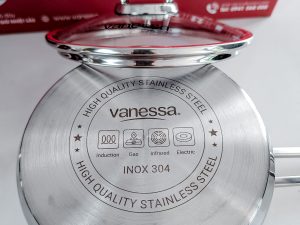 HIGH QUALITY STAINLESS STEEL
vanessa®
Induction Gas Infrared Electric
INOX 304
HIGH QUALITY STAINLESS STEEL